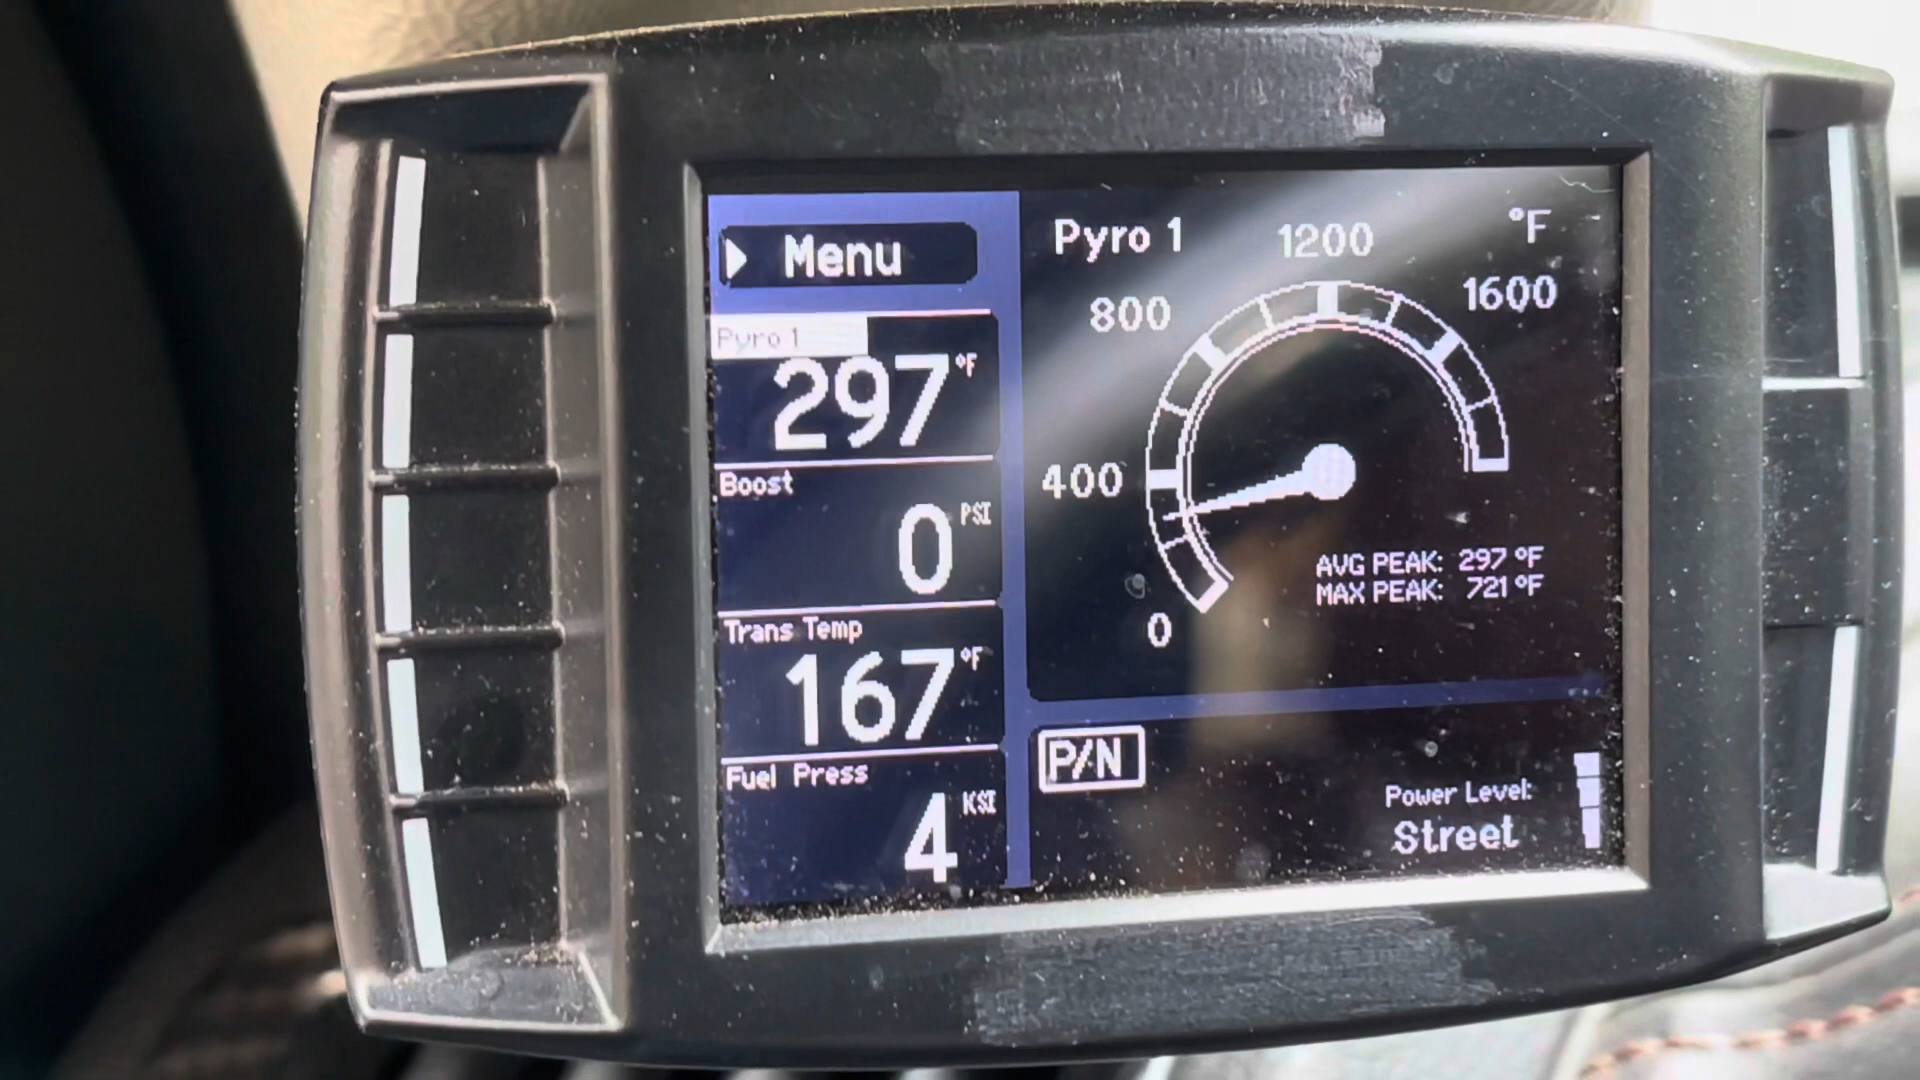 Menu
Pyro 1
297 °F
Boost
0 PSI
Trans Temp
167 °F
Fuel Press
4 KSI
Pyro 1
°F
0
400
800
1200
1600
AVG PEAK: 297 °F
MAX PEAK: 721 °F
P/N
Power Level:
Street